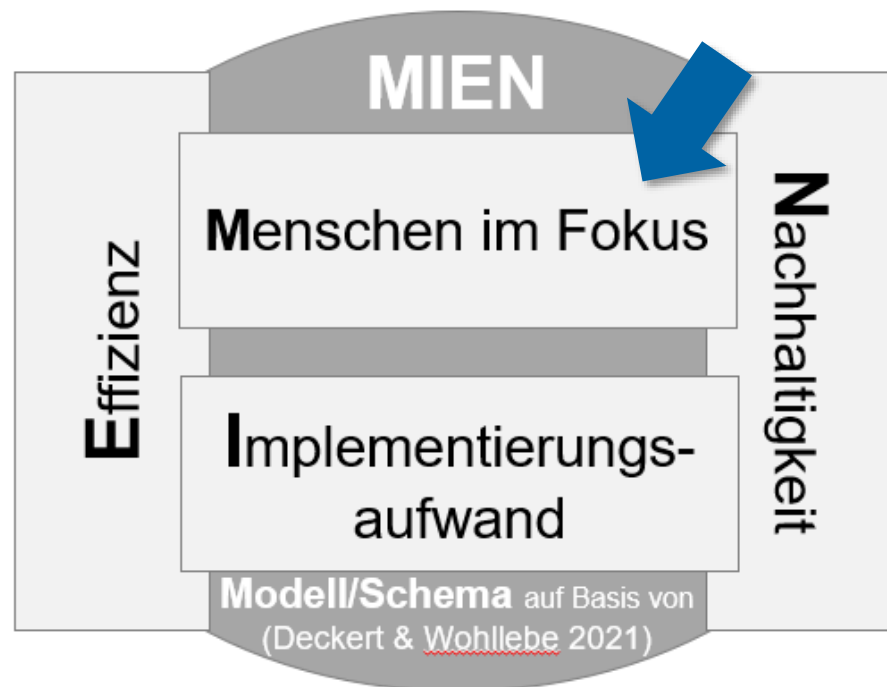 MIEN
Menschen im Fokus
Effizienz
Nachhaltigkeit
Implementierungs-
aufwand
Modell/Schema auf Basis von
(Deckert & Wohllebe 2021)